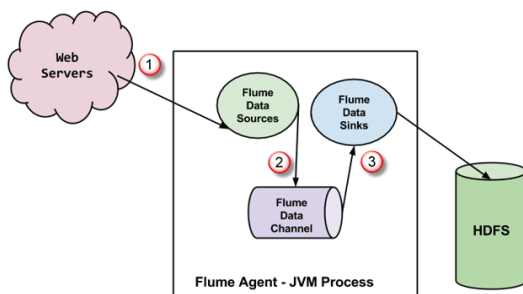 Web
Servers
1
Flume
Data
Sources
Flume
Data
Sinks
2
3
Flume
Data
Channel
HDFS
Flume Agent - JVM Process